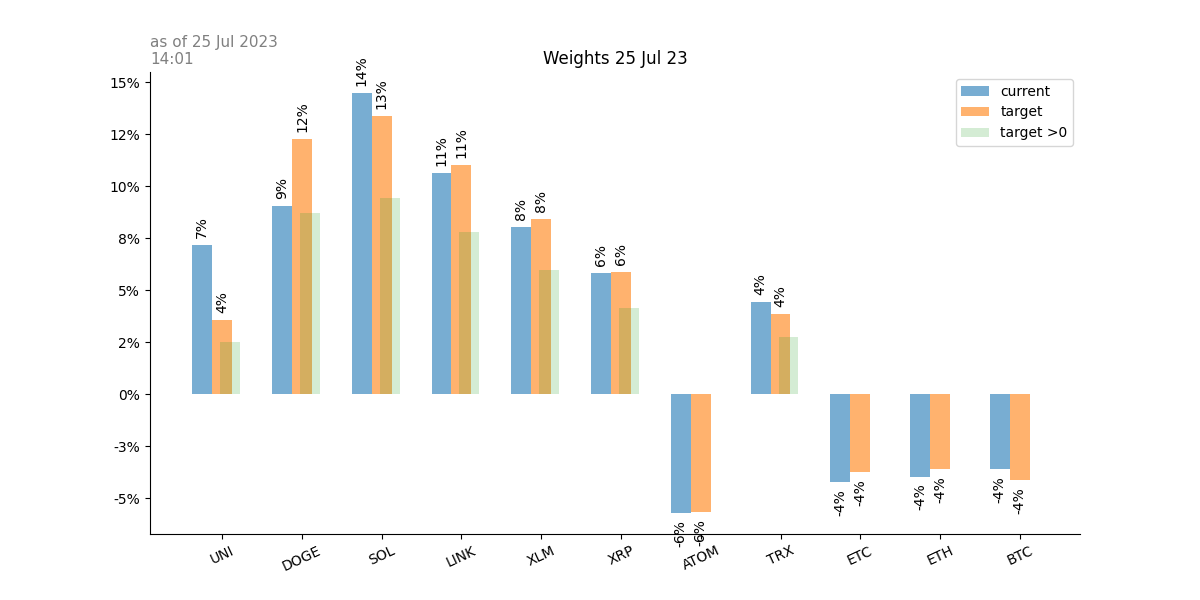 as of 25 Jul 2023
14:01
Weights 25 Jul 23
current
target
target >0
15%
12%
10%
8%
5%
2%
0%
-3%
-5%
7%
4%
9%
12%
14%
13%
11%
11%
8%
8%
6%
6%
-6%
-6%
4%
4%
-4%
-4%
-4%
-4%
-4%
-4%
UNI
DOGE
SOL
LINK
XLM
XRP
ATOM
TRX
ETC
ETH
BTC